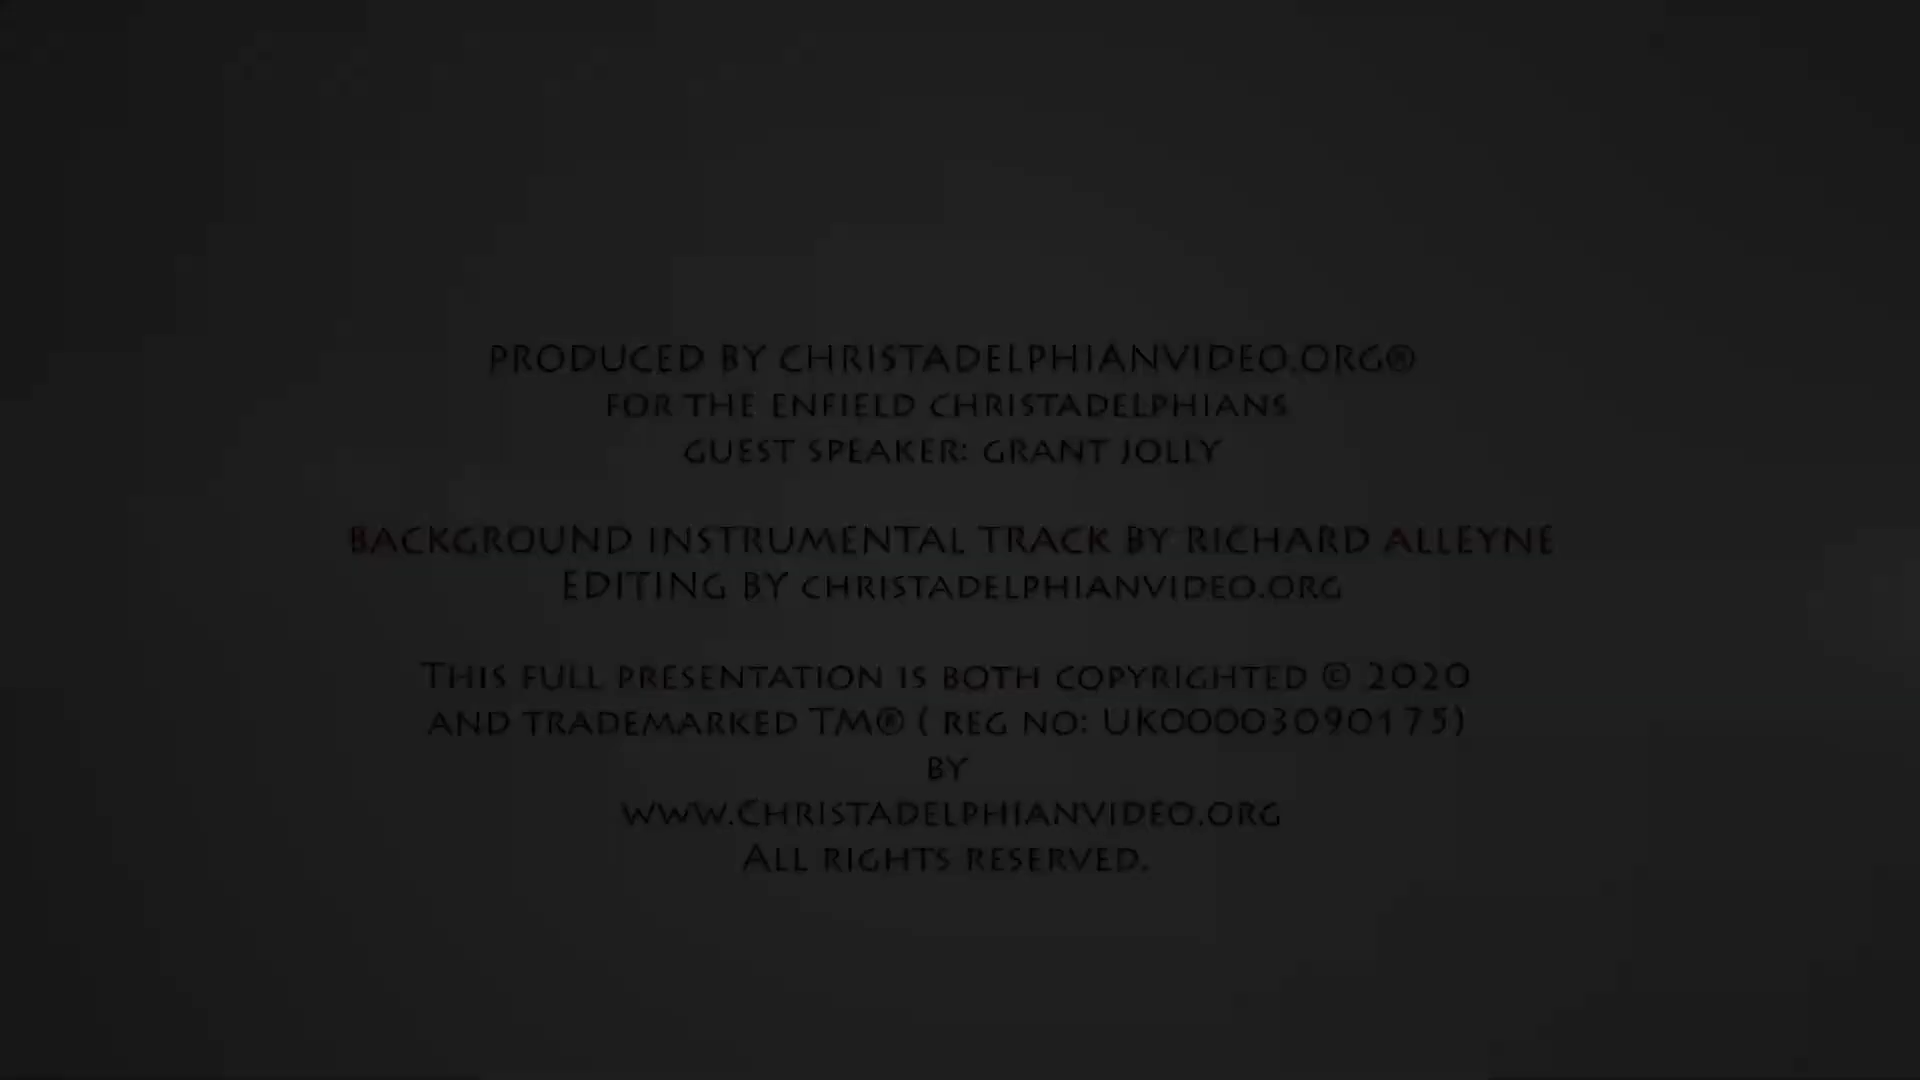 PRODUCED BY CHRISTADELPHIANVIDEO.ORG®
FOR THE ENFIELD CHRISTADELPHIANS
GUEST SPEAKER: GRANT JOLLY
BACKGROUND INSTRUMENTAL TRACK BY RICHARD ALLEYNE
EDITING BY CHRISTADELPHIANVIDEO.ORG
THIS FULL PRESENTATION IS BOTH COPYRIGHTED © 2020
AND TRADEMARKED TM® ( REG NO: UK00003090175)
BY
WWW.CHRISTADELPHIANVIDEO.ORG
ALL RIGHTS RESERVED.